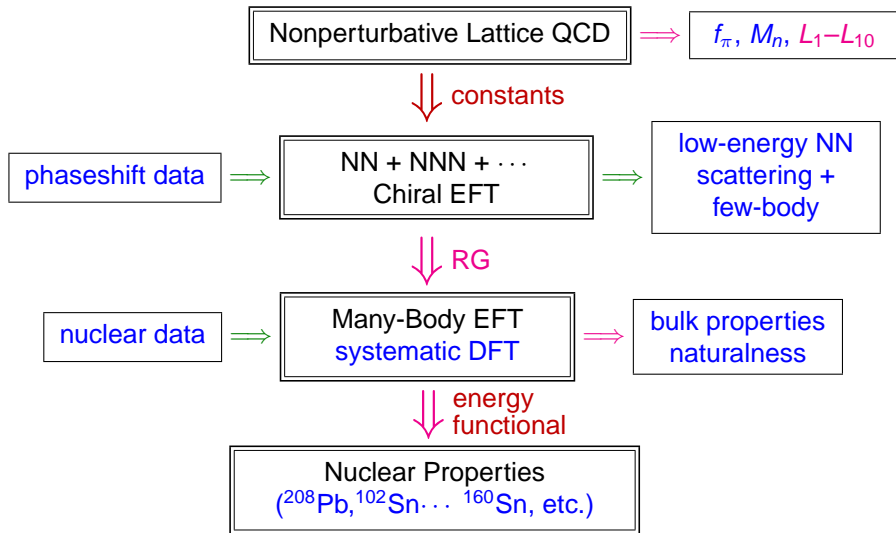 Nonperturbative Lattice QCD ⇒ fπ, Mn, L1–L10
constants
phaseshift data
NN + NNN + ⋯
Chiral EFT
low-energy NN
scattering +
few-body
RG
nuclear data
Many-Body EFT
systematic DFT
bulk properties
naturalness
energy
functional
Nuclear Properties
(²⁰⁸Pb,¹⁰²Sn⋯ ¹⁶⁰Sn, etc.)